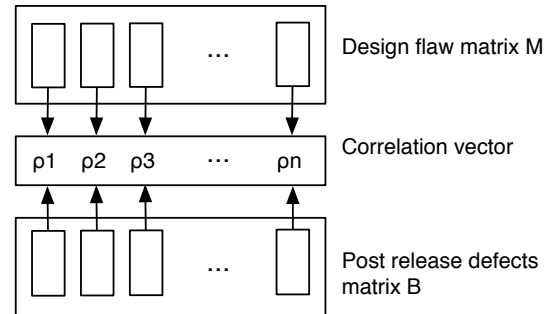 ...
Design flaw matrix M
ρ1 ρ2 ρ3 ... ρn
Correlation vector
...
Post release defects
matrix B